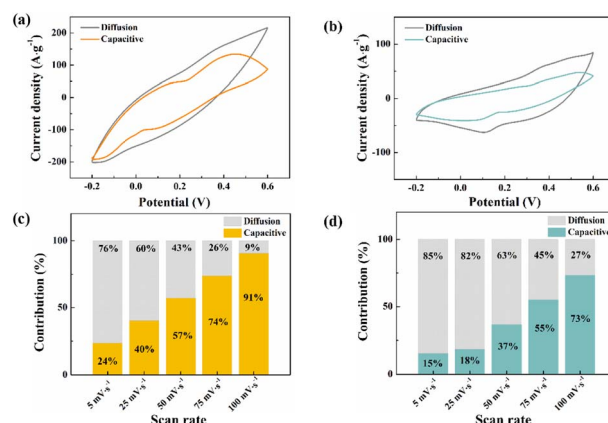 (a)
Diffusion
Capacitive
Current density (A·g⁻¹)
200
100
0
-100
-200
-0.2 0.0 0.2 0.4 0.6
Potential (V)
(b)
Diffusion
Capacitive
Current density (A·g⁻¹)
100
0
-100
-0.2 0.0 0.2 0.4 0.6
Potential (V)
(c)
Diffusion
Capacitive
Contribution (%)
100
50
0
76% 60% 43% 26% 9%
24% 40% 57% 74% 91%
5 mV·s⁻¹ 25 mV·s⁻¹ 50 mV·s⁻¹ 75 mV·s⁻¹ 100 mV·s⁻¹
Scan rate
(d)
Diffusion
Capacitive
Contribution (%)
100
50
0
85% 82% 63% 45% 27%
15% 18% 37% 55% 73%
5 mV·s⁻¹ 25 mV·s⁻¹ 50 mV·s⁻¹ 75 mV·s⁻¹ 100 mV·s⁻¹
Scan rate